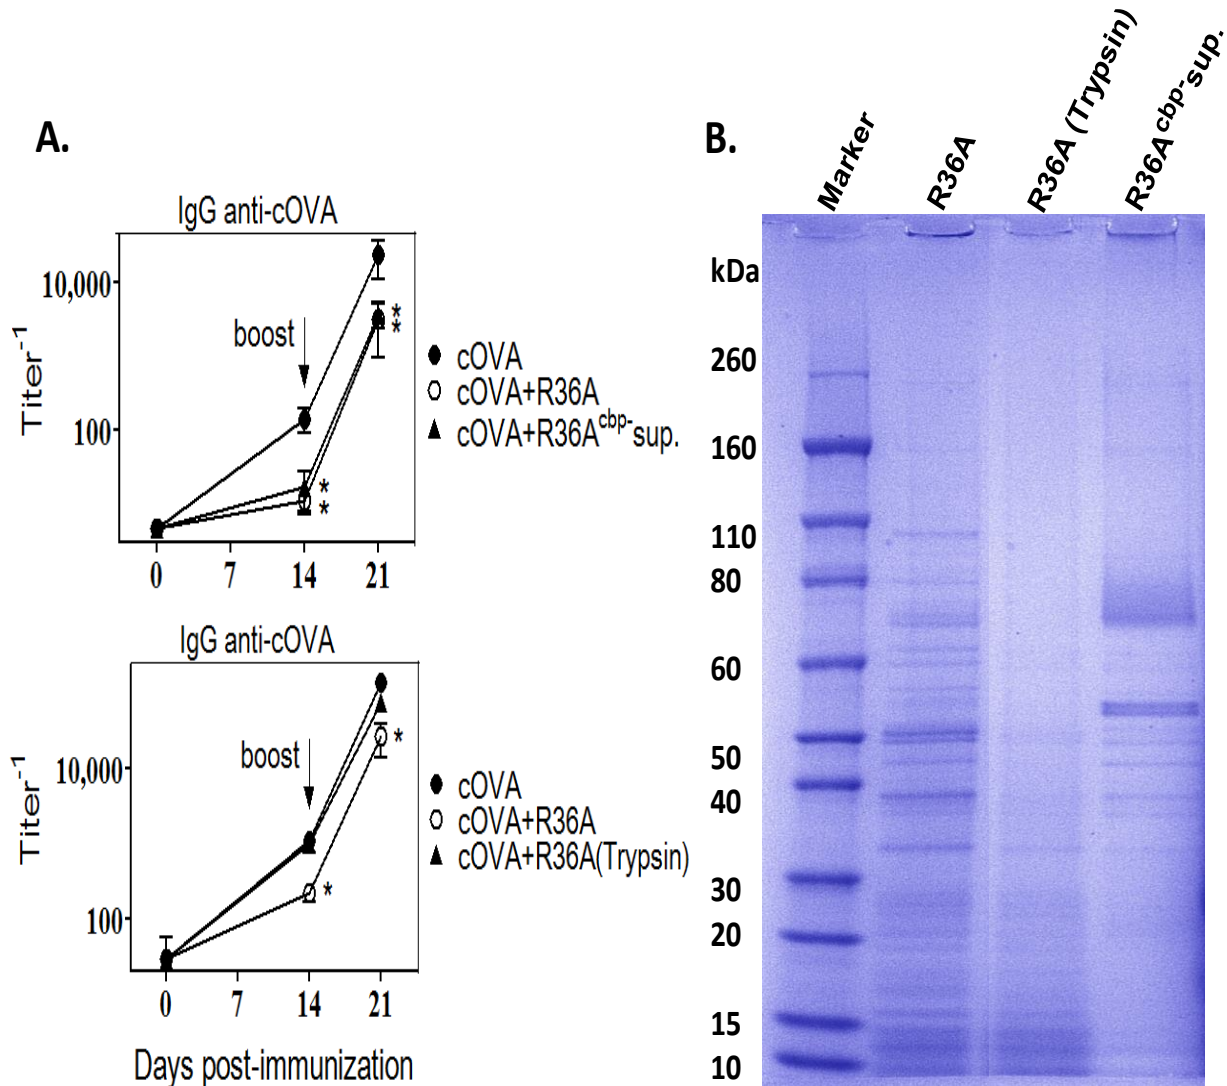 A.
IgG anti-cOVA
10,000
100
Titer⁻¹
boost
*
*
*
*
cOVA
cOVA+R36A
cOVA+R36Acbp-sup.
0 7 14 21
IgG anti-cOVA
10,000
100
Titer⁻¹
boost
*
*
cOVA
cOVA+R36A
cOVA+R36A(Trypsin)
0 7 14 21
Days post-immunization
B.
Marker
R36A
R36A (Trypsin)
R36Acbp-sup.
kDa
260
160
110
80
60
50
40
30
20
15
10